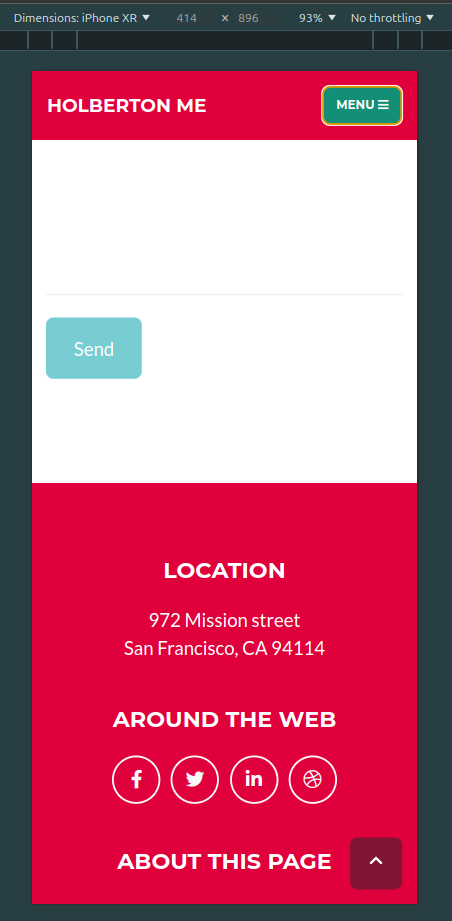 Dimensions: iPhone XR ▼ 414 × 896 93% ▼ No throttling ▼
HOLBERTON ME
MENU
Send
LOCATION
972 Mission street
San Francisco, CA 94114
AROUND THE WEB
ABOUT THIS PAGE